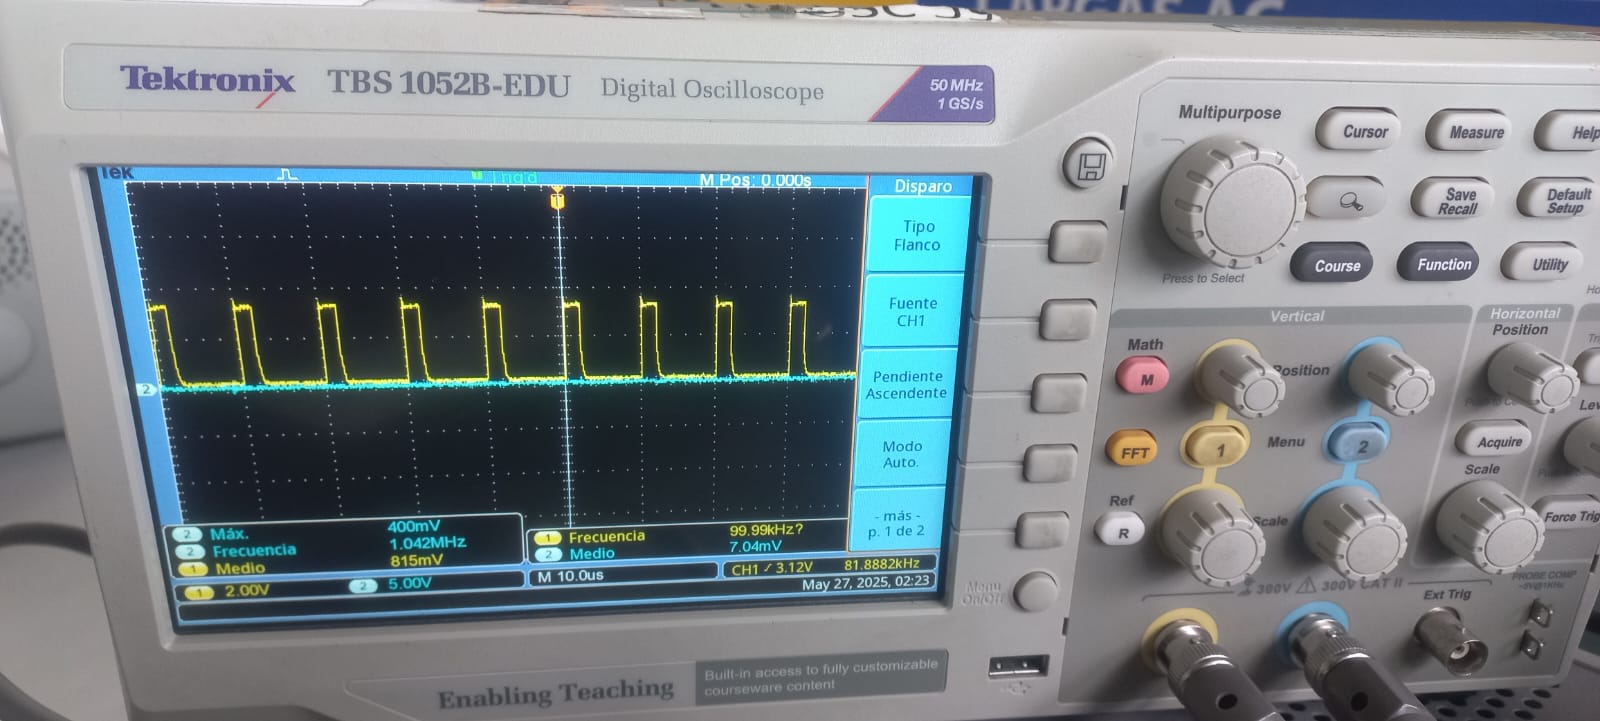 Tektronix TBS 1052B-EDU Digital Oscilloscope
50 MHz
1 GS/s
Tek
M Pos: 0.000s
Disparo
Tipo
Flanco
Fuente
CH1
Pendiente
Ascendente
Modo
Auto.
- más -
p. 1 de 2
T
2
2 Máx. 400mV
2 Frecuencia 1.042MHz
1 Medio 815mV
1 Frecuencia 99.99kHz?
2 Medio 7.04mV
1 2.00V 2 5.00V
M 10.0us
CH1 3.12V 81.8882kHz
May 27, 2025, 02:23
Enabling Teaching
Built-in access to fully customizable
courseware content
Menu
On/Off
Multipurpose
Press to Select
Cursor
Measure
Help
Save
Recall
Default
Setup
Course
Function
Utility
Vertical
Horizontal
Position
Math
M
Position
FFT
1
Menu
2
Acquire
Scale
Ref
R
Scale
Force Trig
300V 300V CAT II
PROBE COMP
~5V@1KHz
Ext Trig